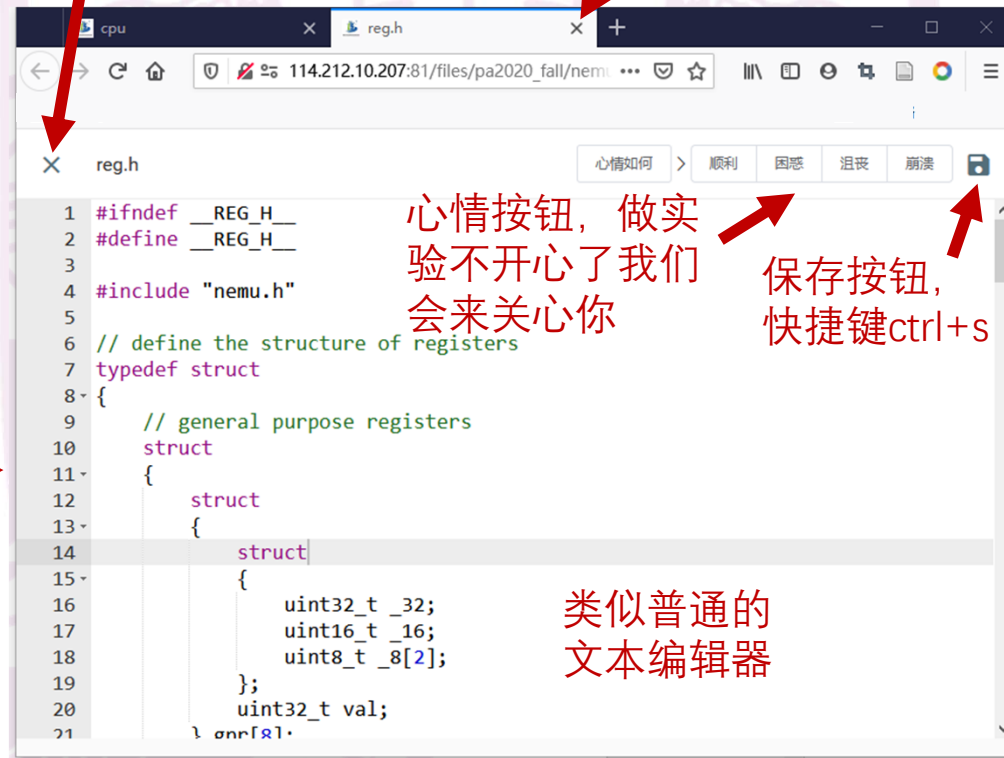 cpu
reg.h
114.212.10.207:81/files/pa2020_fall/nemu
reg.h
心情如何 > 顺利 困惑 沮丧 崩溃
心情按钮，做实
验不开心了我们
会来关心你
保存按钮，
快捷键ctrl+s
1 #ifndef __REG_H__
2 #define __REG_H__
3
4 #include "nemu.h"
5
6 // define the structure of registers
7 typedef struct
8 {
9 // general purpose registers
10 struct
11 {
12 struct
13 {
14 struct
15 {
16 uint32_t _32;
17 uint16_t _16;
18 uint8_t _8[2];
19 };
20 uint32_t val;
21 } gpr[8];
类似普通的
文本编辑器